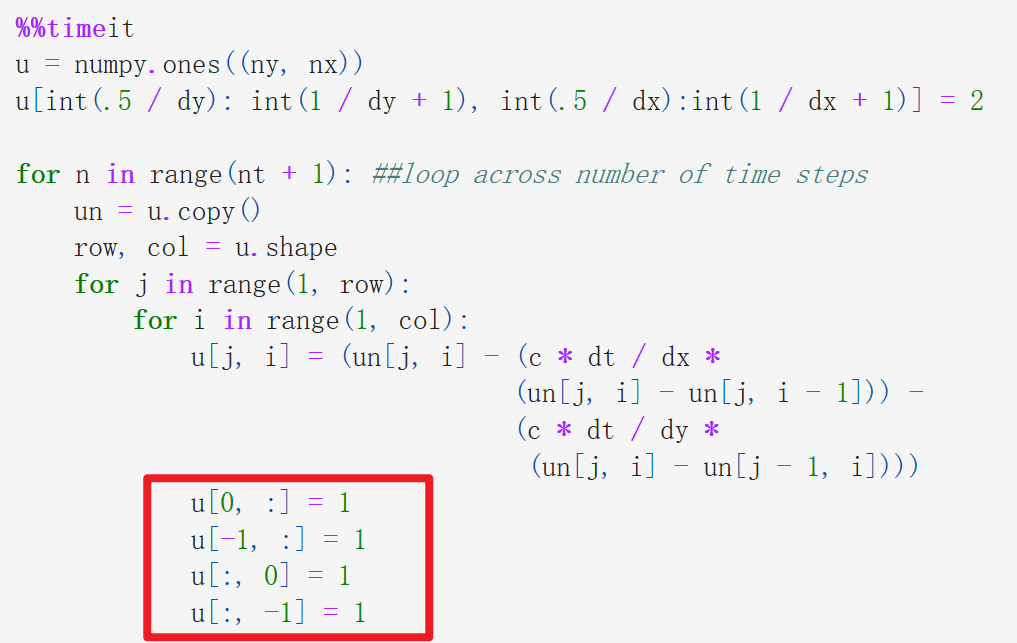 %%timeit
u = numpy.ones((ny, nx))
u[int(.5 / dy): int(1 / dy + 1), int(.5 / dx):int(1 / dx + 1)] = 2
for n in range(nt + 1): ##loop across number of time steps
    un = u.copy()
    row, col = u.shape
    for j in range(1, row):
        for i in range(1, col):
            u[j, i] = (un[j, i] - (c * dt / dx *
                                  (un[j, i] - un[j, i - 1])) -
                                  (c * dt / dy *
                                   (un[j, i] - un[j - 1, i])))
            u[0, :] = 1
            u[-1, :] = 1
            u[:, 0] = 1
            u[:, -1] = 1